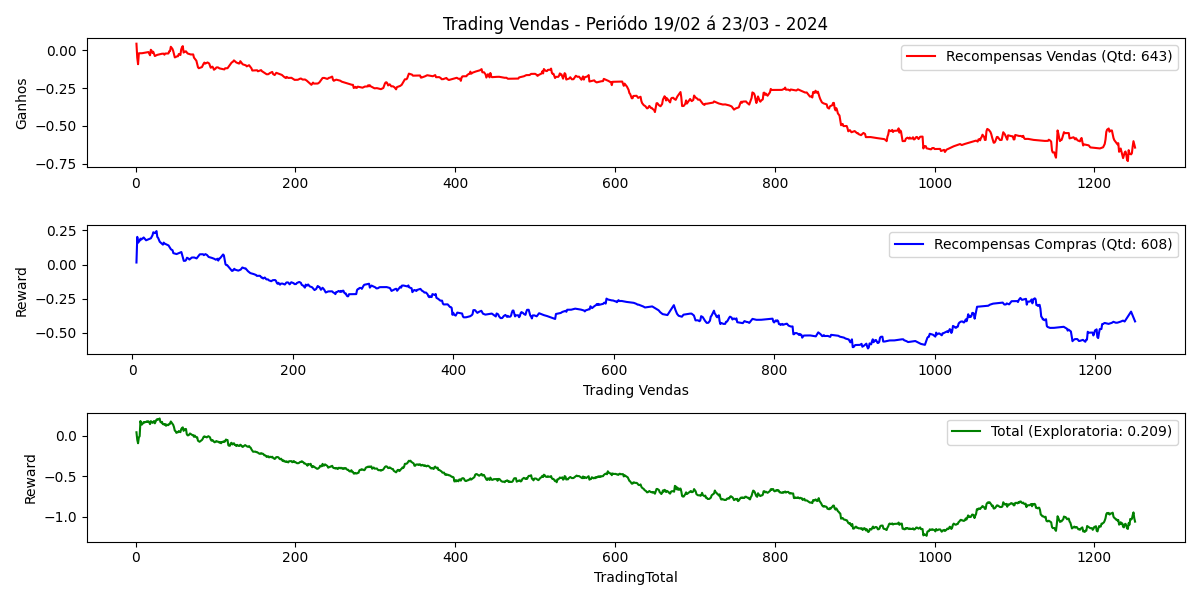 Trading Vendas - Periódo 19/02 á 23/03 - 2024
Ganhos
0.00
−0.25
−0.50
−0.75
Recompensas Vendas (Qtd: 643)
0 200 400 600 800 1000 1200
Reward
0.25
0.00
−0.25
−0.50
Recompensas Compras (Qtd: 608)
0 200 400 600 800 1000 1200
Trading Vendas
Reward
0.0
−0.5
−1.0
Total (Exploratoria: 0.209)
0 200 400 600 800 1000 1200
TradingTotal